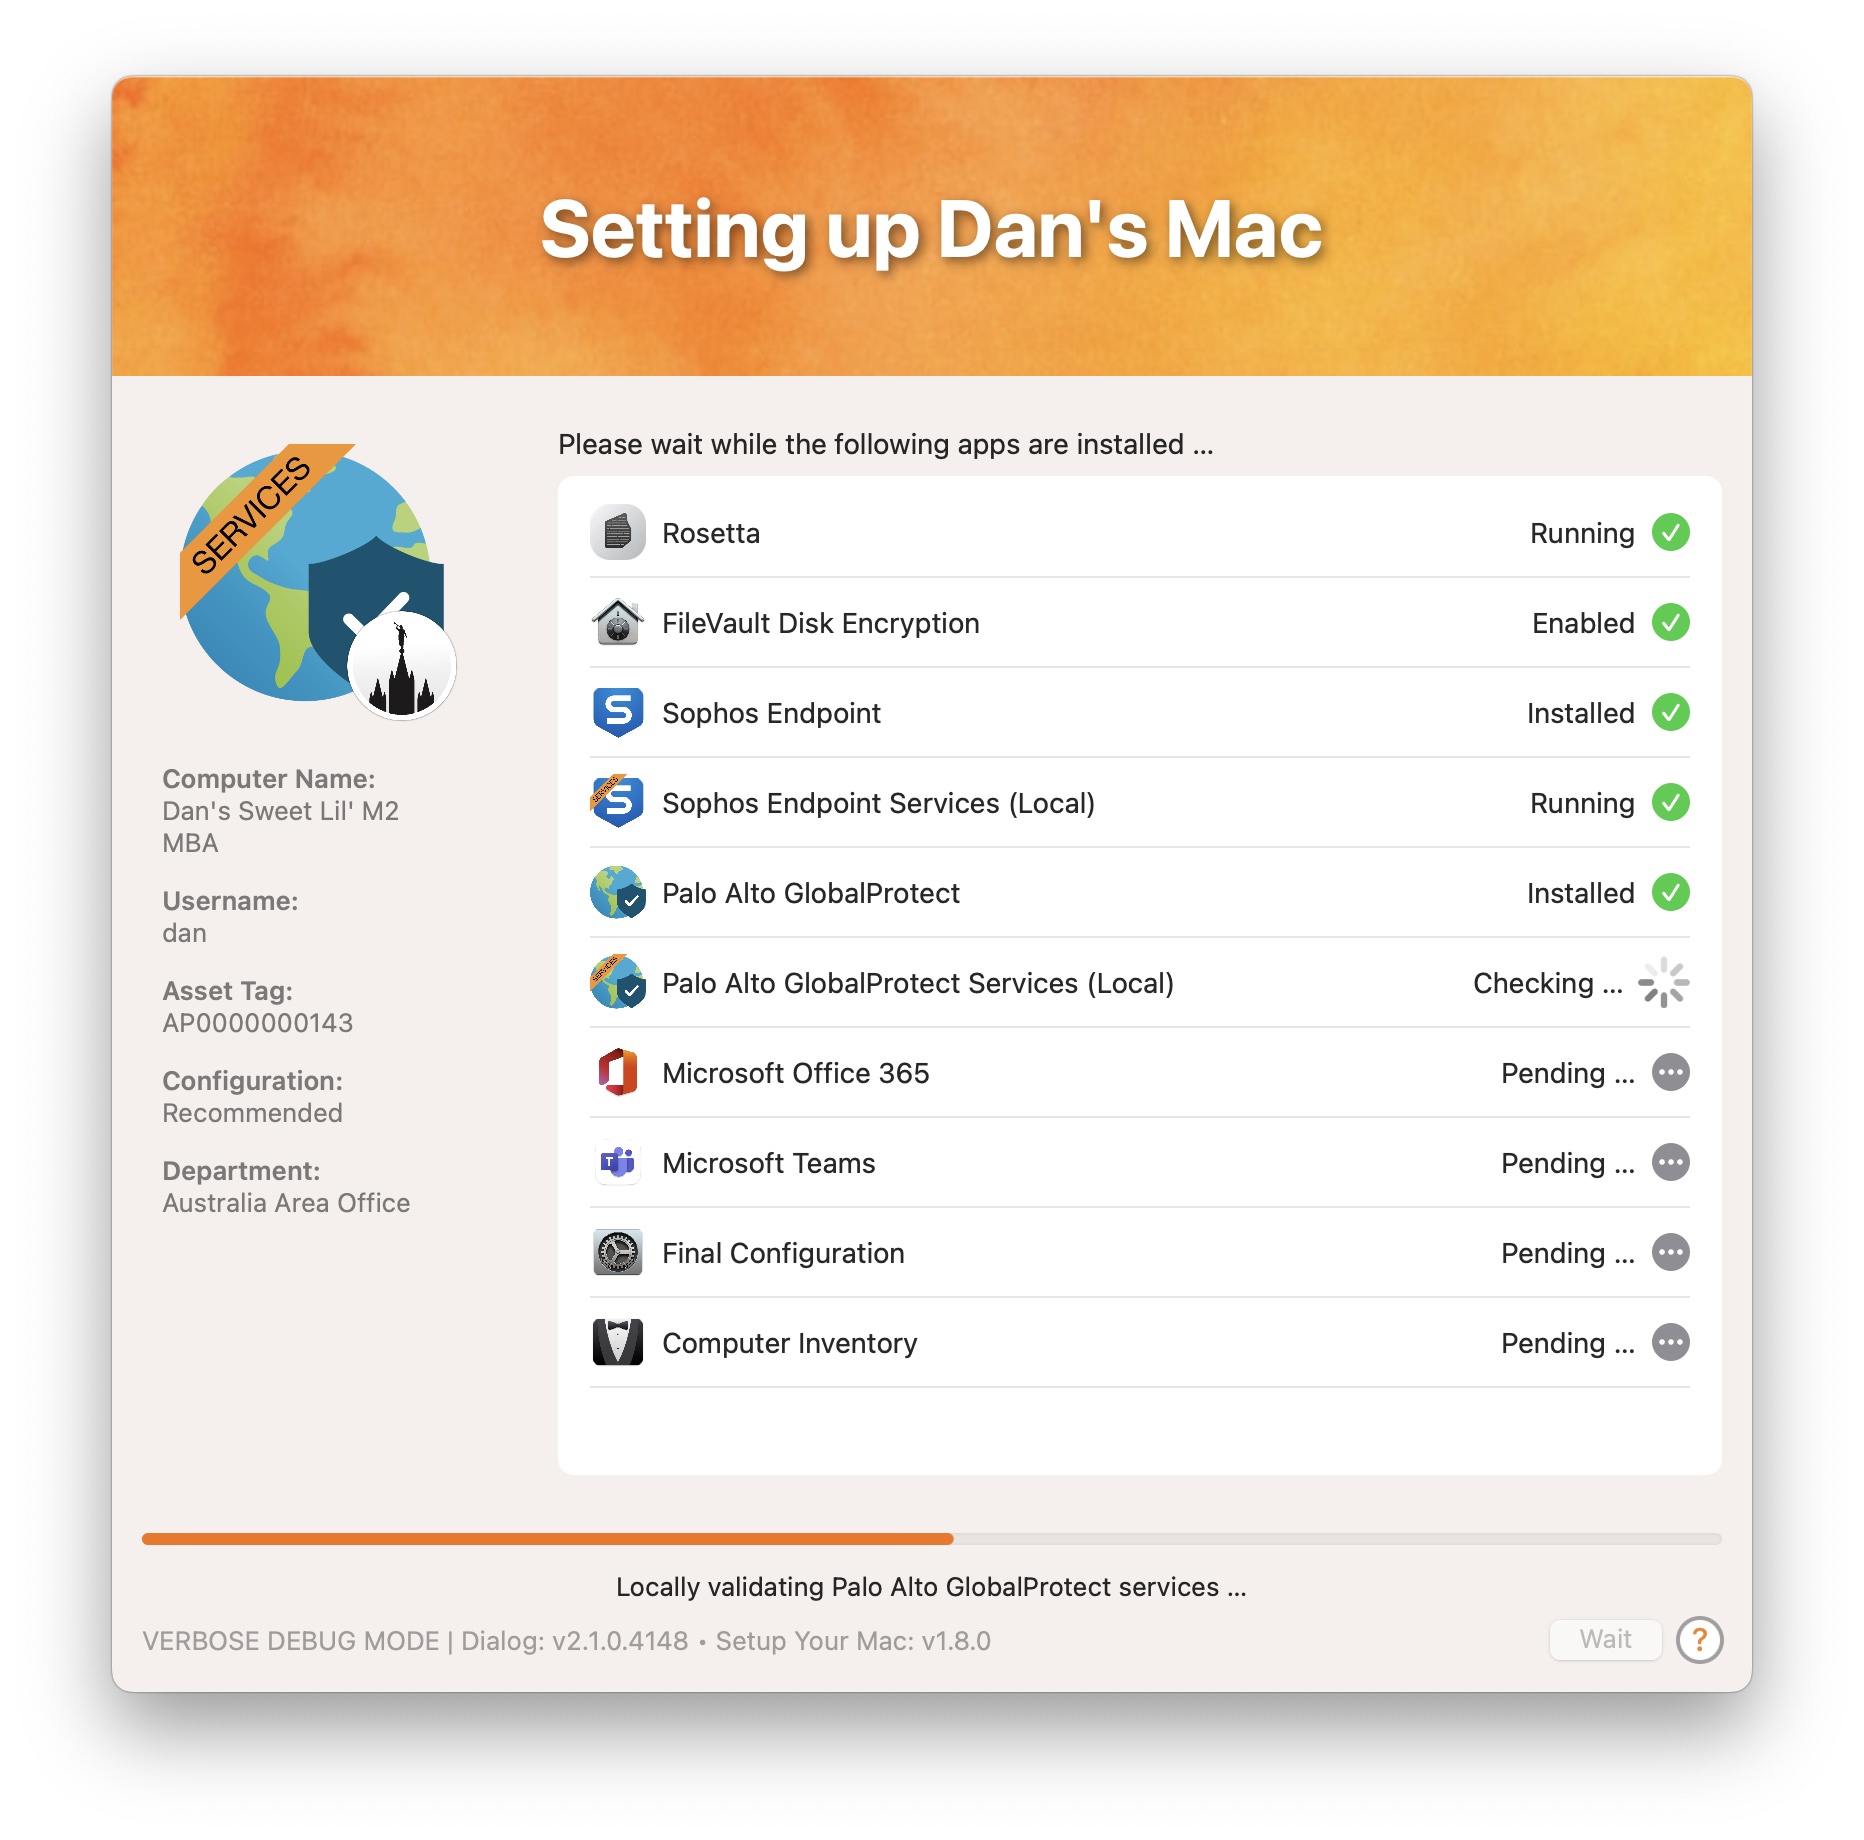 Setting up Dan's Mac
SERVICES
Computer Name:
Dan's Sweet Lil' M2
MBA
Username:
dan
Asset Tag:
AP0000000143
Configuration:
Recommended
Department:
Australia Area Office
Please wait while the following apps are installed ...
Rosetta Running
FileVault Disk Encryption Enabled
S Sophos Endpoint Installed
SERVICES S Sophos Endpoint Services (Local) Running
Palo Alto GlobalProtect Installed
SERVICES Palo Alto GlobalProtect Services (Local) Checking ...
Microsoft Office 365 Pending ...
T Microsoft Teams Pending ...
Final Configuration Pending ...
Computer Inventory Pending ...
Locally validating Palo Alto GlobalProtect services ...
VERBOSE DEBUG MODE | Dialog: v2.1.0.4148 • Setup Your Mac: v1.8.0 Wait ?